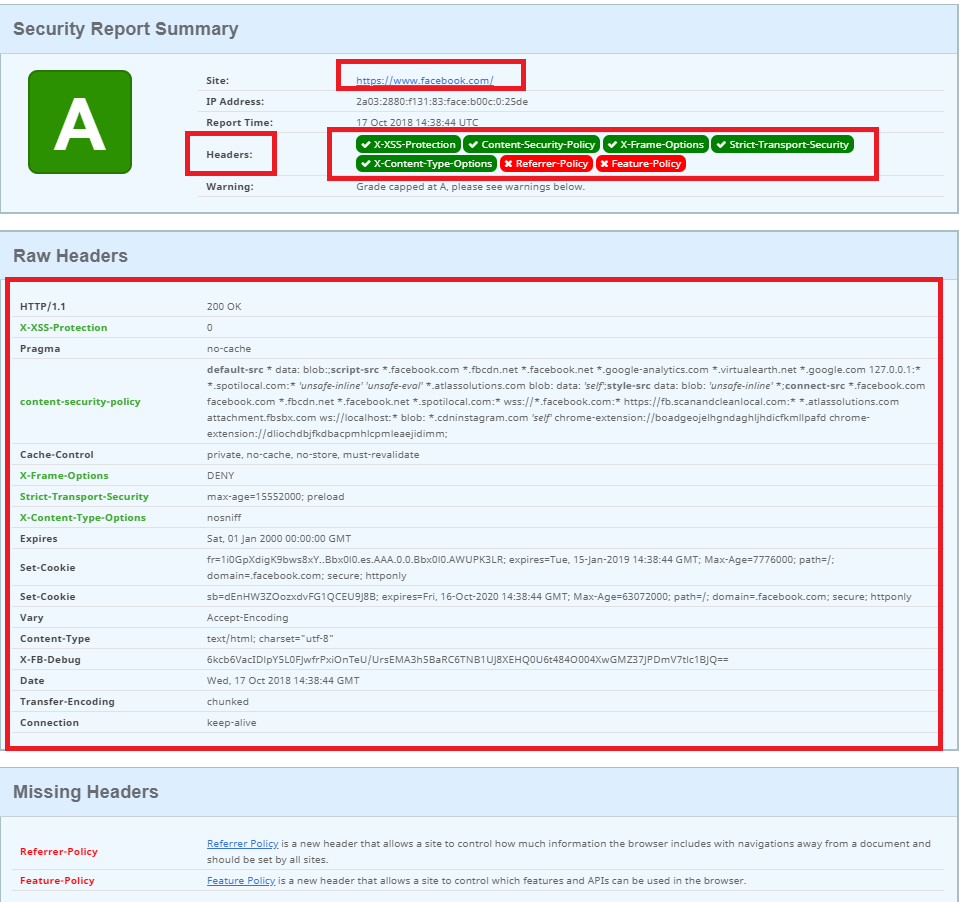 Security Report Summary
A
Site: https://www.facebook.com/
IP Address: 2a03:2880:f131:83:face:b00c:0:25de
Report Time: 17 Oct 2018 14:38:44 UTC
Headers: ✔ X-XSS-Protection ✔ Content-Security-Policy ✔ X-Frame-Options ✔ Strict-Transport-Security
✔ X-Content-Type-Options ✖ Referrer-Policy ✖ Feature-Policy
Warning: Grade capped at A, please see warnings below.
Raw Headers
HTTP/1.1 200 OK
X-XSS-Protection 0
Pragma no-cache
content-security-policy default-src * data: blob:;script-src *.facebook.com *.fbcdn.net *.facebook.net *.google-analytics.com *.virtualearth.net *.google.com 127.0.0.1:*
*.spotilocal.com:* 'unsafe-inline' 'unsafe-eval' *.atlassolutions.com blob: data: 'self';style-src data: blob: 'unsafe-inline' *;connect-src *.facebook.com
facebook.com *.fbcdn.net *.facebook.net *.spotilocal.com:* wss://*.facebook.com:* https://fb.scanandcleanlocal.com:* *.atlassolutions.com
attachment.fbsbx.com ws://localhost:* blob: *.cdninstagram.com 'self' chrome-extension://boadgeojelhgndaghljhdicfkmllpafd chrome-
extension://dliochdbjfkdbacpmhlcpmleaejidimm;
Cache-Control private, no-cache, no-store, must-revalidate
X-Frame-Options DENY
Strict-Transport-Security max-age=15552000; preload
X-Content-Type-Options nosniff
Expires Sat, 01 Jan 2000 00:00:00 GMT
Set-Cookie expires=Tue, 15-Jan-2019 14:38:44 GMT; Max-Age=7776000; path=/;
domain=.facebook.com; secure; httponly
Set-Cookie sb=dEnHW3ZOozxdvFG1QCEU9J8B; expires=Fri, 16-Oct-2020 14:38:44 GMT; Max-Age=63072000; path=/; domain=.facebook.com; secure; httponly
Vary Accept-Encoding
Content-Type text/html; charset="utf-8"
X-FB-Debug
Date Wed, 17 Oct 2018 14:38:44 GMT
Transfer-Encoding chunked
Connection keep-alive
Missing Headers
Referrer-Policy Referrer Policy is a new header that allows a site to control how much information the browser includes with navigations away from a document and
should be set by all sites.
Feature-Policy Feature Policy is a new header that allows a site to control which features and APIs can be used in the browser.